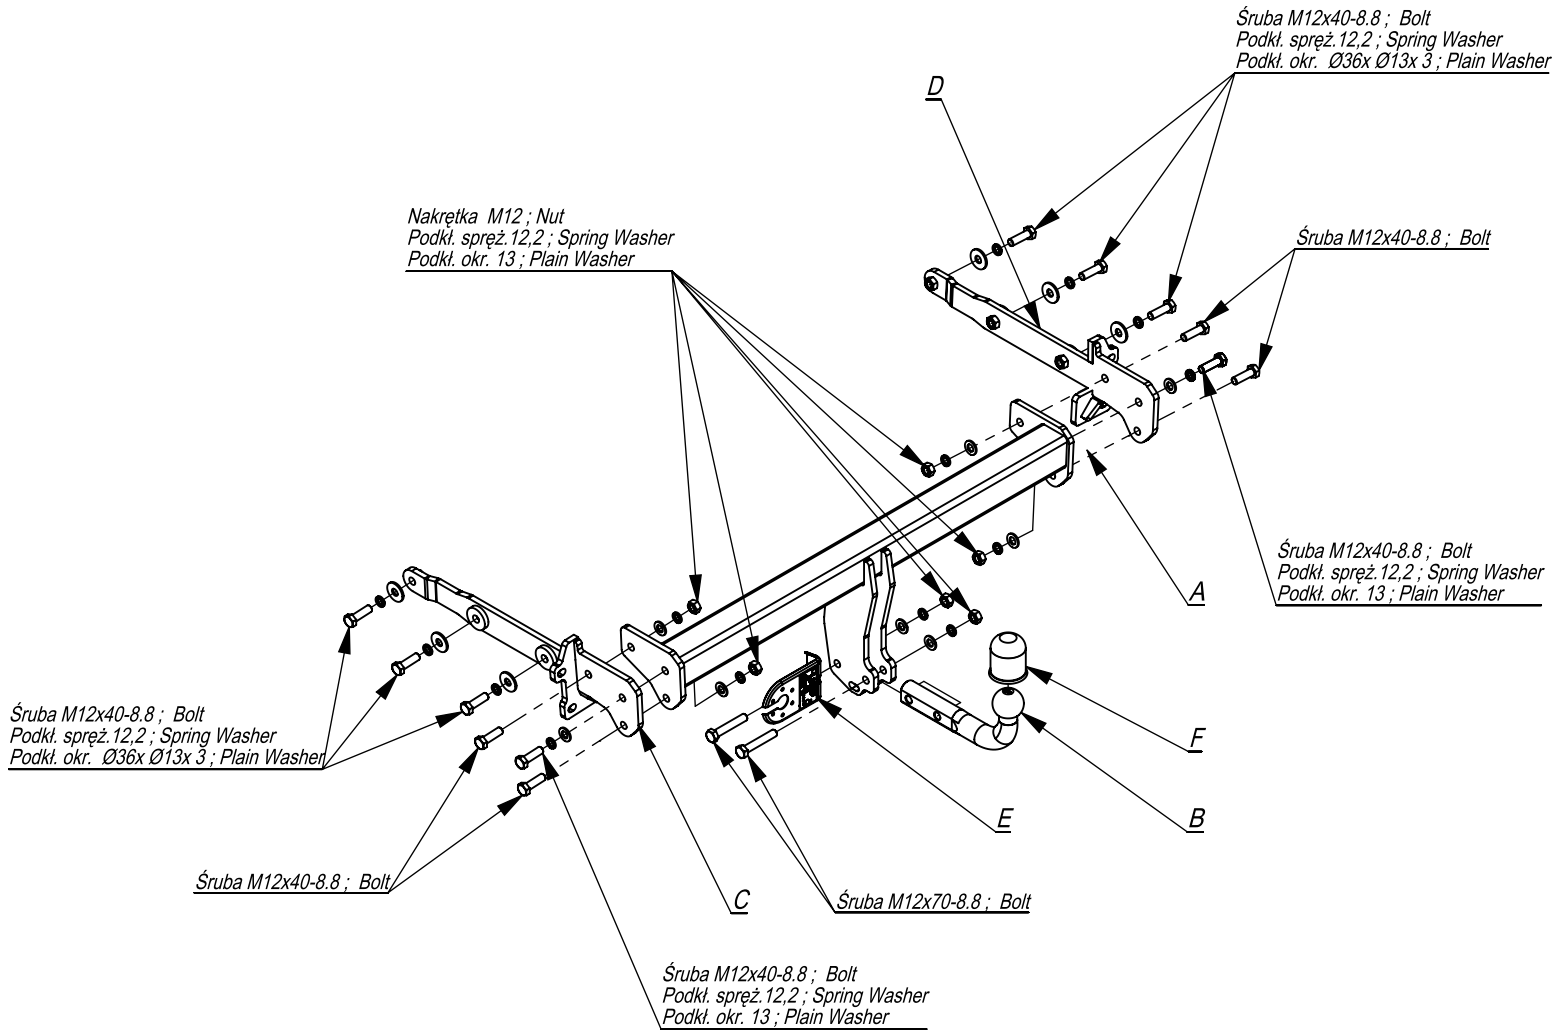 Śruba M12x40-8.8 ; Bolt
Podkł. spręż.12,2 ; Spring Washer
Podkł. okr. Ø36x Ø13x 3 ; Plain Washer
D
Nakrętka M12 ; Nut
Podkł. spręż.12,2 ; Spring Washer
Podkł. okr. 13 ; Plain Washer
Śruba M12x40-8.8 ; Bolt
Śruba M12x40-8.8 ; Bolt
Podkł. spręż.12,2 ; Spring Washer
Podkł. okr. 13 ; Plain Washer
A
Śruba M12x40-8.8 ; Bolt
Podkł. spręż.12,2 ; Spring Washer
Podkł. okr. Ø36x Ø13x 3 ; Plain Washer
F
E
B
Śruba M12x40-8.8 ; Bolt
C
Śruba M12x70-8.8 ; Bolt
Śruba M12x40-8.8 ; Bolt
Podkł. spręż.12,2 ; Spring Washer
Podkł. okr. 13 ; Plain Washer